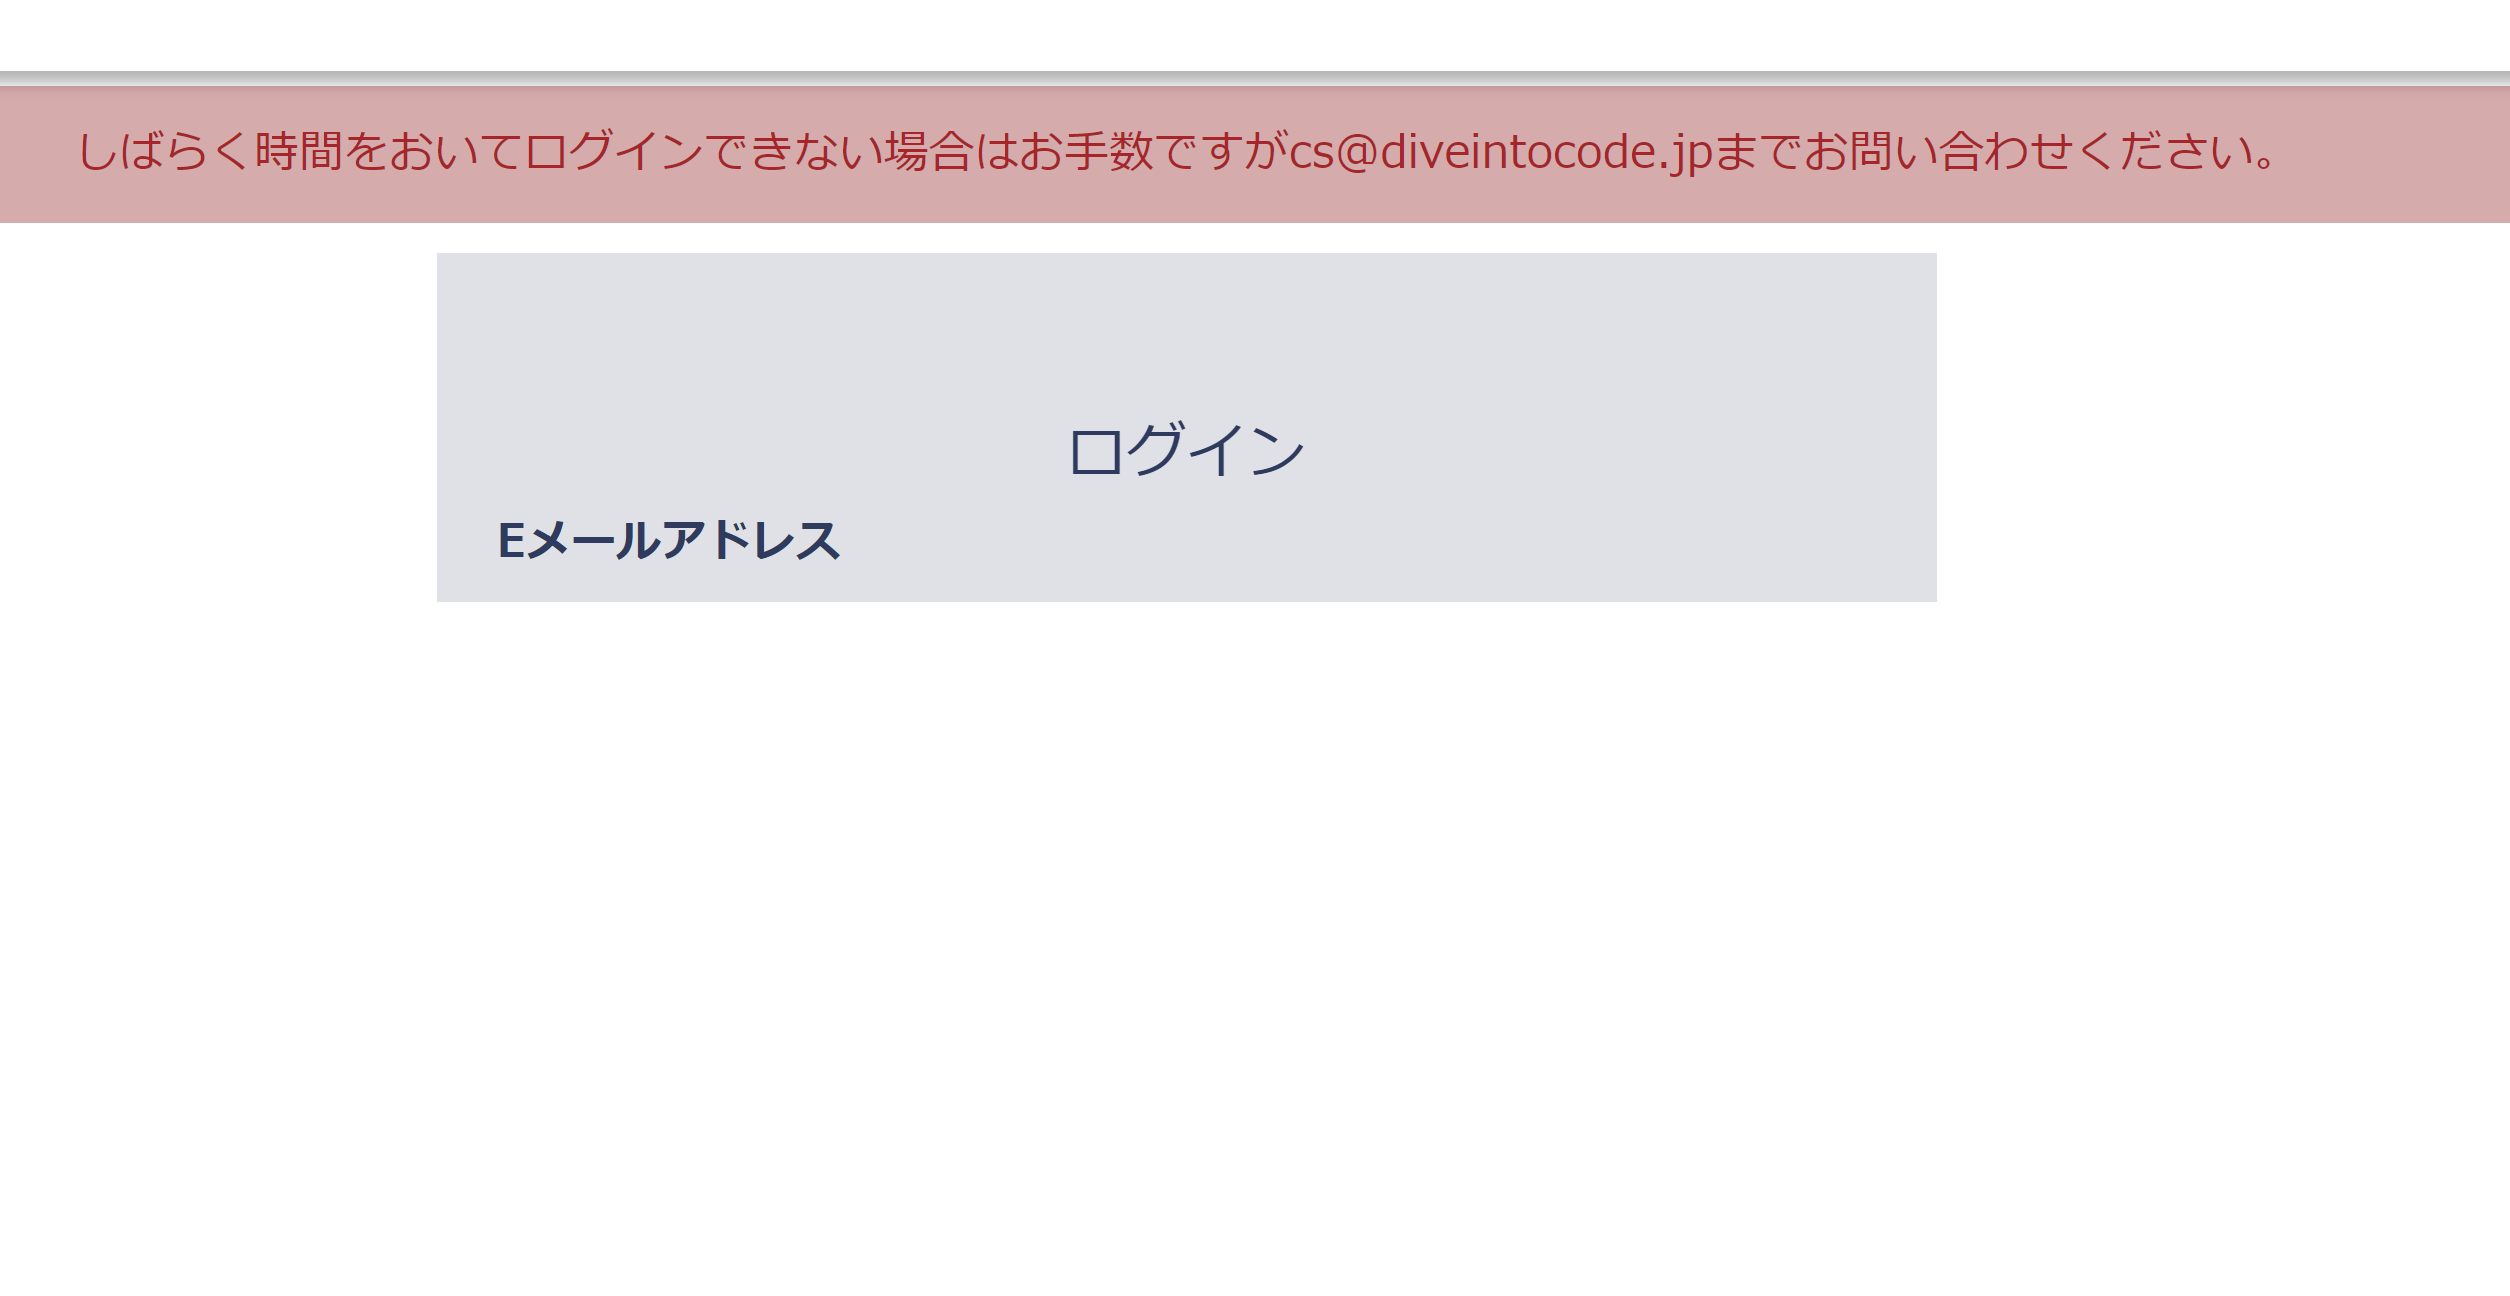 しばらく時間をおいてログインできない場合はお手数ですがcs@diveintocode.jpまでお問い合わせください。
ログイン
Eメールアドレス